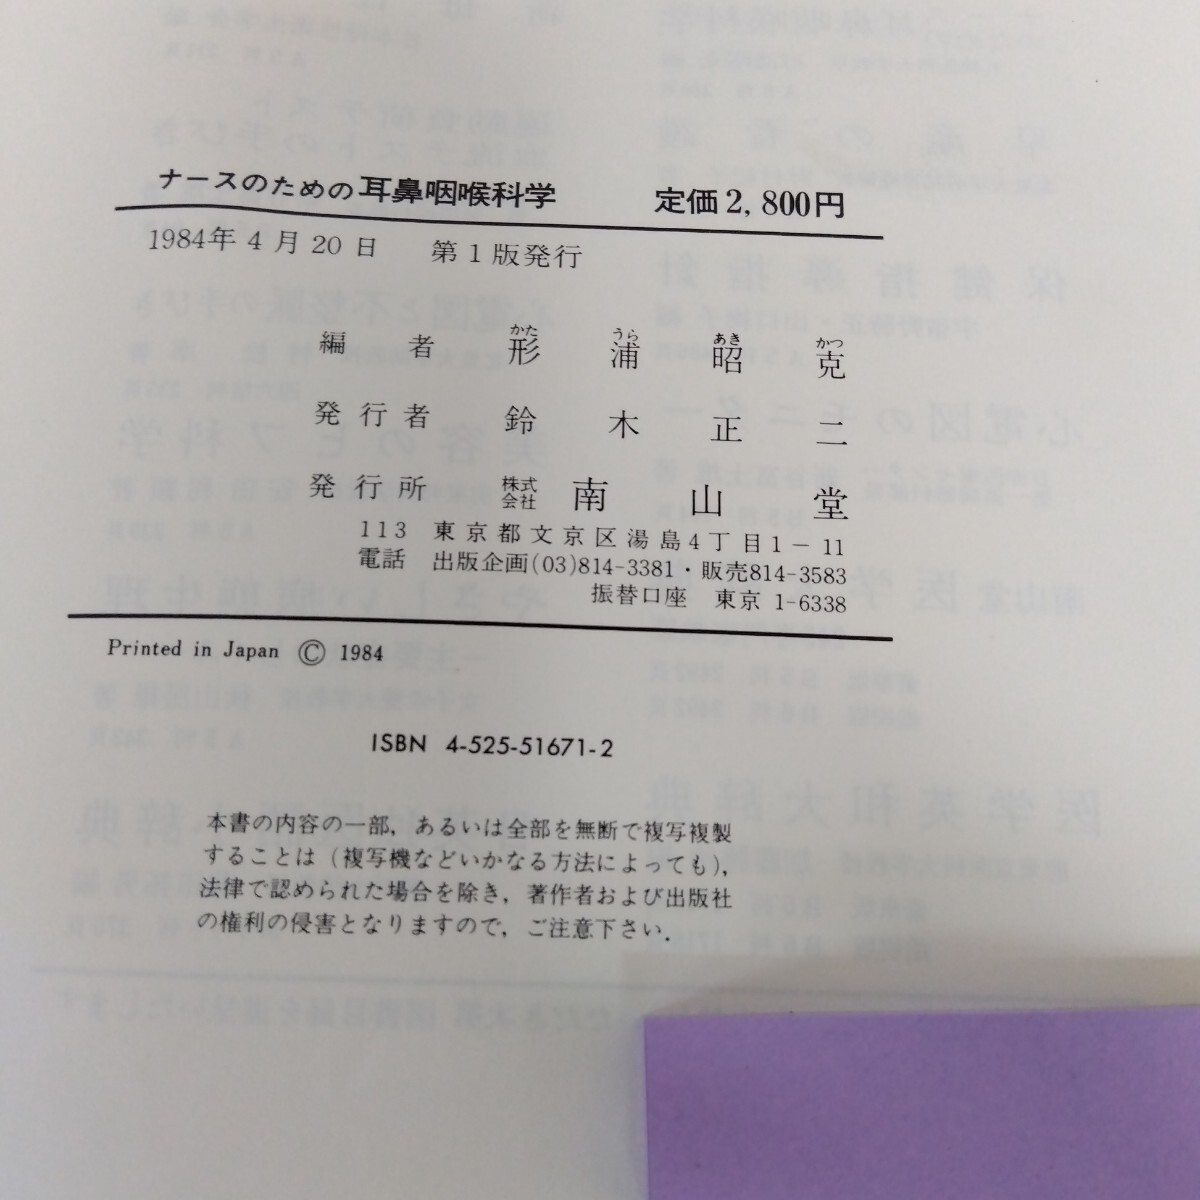 ナースのための耳鼻咽喉科学 定価2,800円
1984年4月20日 第1版発行
かた うら あき かつ
編者 形浦昭克
発行者 鈴木正二
発行所 株式会社 南山堂
113 東京都文京区湯島4丁目1-11
電話 出版企画(03)814-3381・販売814-3583
振替口座 東京 1-6338
Printed in Japan © 1984
ISBN 4-525-51671-2
本書の内容の一部,あるいは全部を無断で複写複製
することは(複写機などいかなる方法によっても),
法律で認められた場合を除き,著作者および出版社
の権利の侵害となりますので,ご注意下さい.